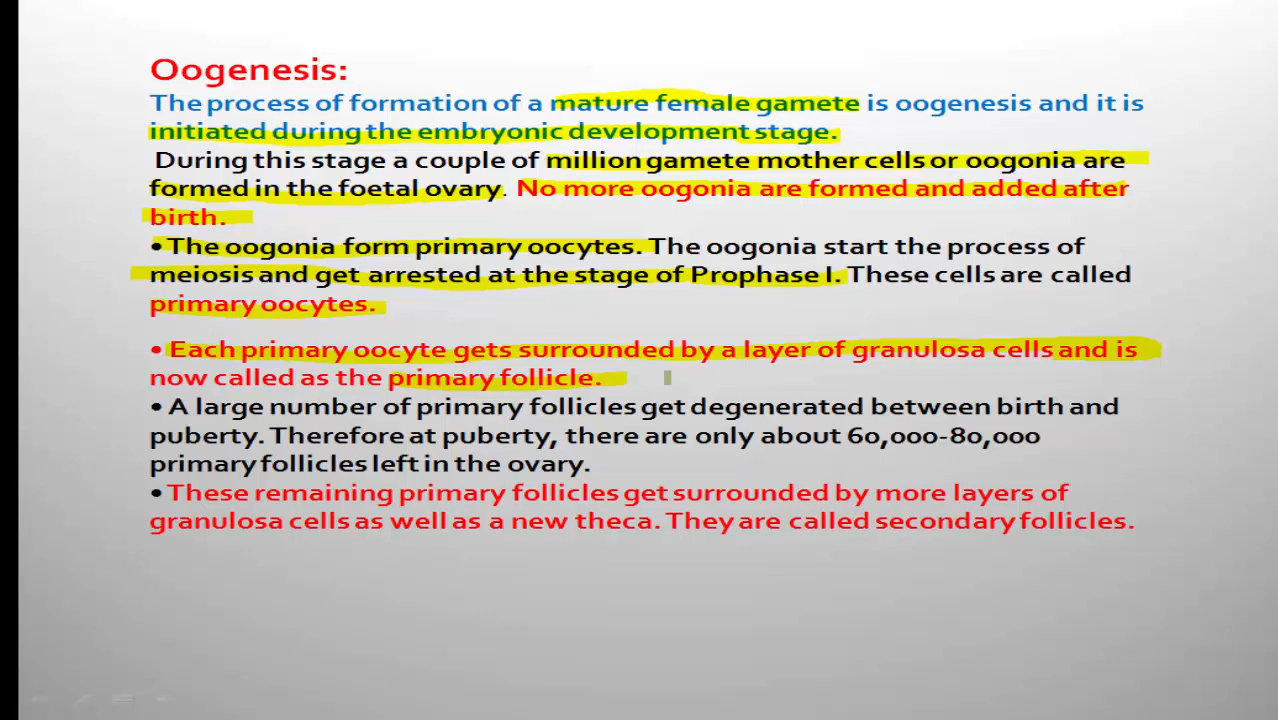 Oogenesis:
The process of formation of a mature female gamete is oogenesis and it is
initiated during the embryonic development stage.
During this stage a couple of million gamete mother cells or oogonia are
formed in the foetal ovary. No more oogonia are formed and added after
birth.
•The oogonia form primary oocytes. The oogonia start the process of
meiosis and get arrested at the stage of Prophase I. These cells are called
primary oocytes.
• Each primary oocyte gets surrounded by a layer of granulosa cells and is
now called as the primary follicle.
• A large number of primary follicles get degenerated between birth and
puberty. Therefore at puberty, there are only about 60,000-80,000
primary follicles left in the ovary.
•These remaining primary follicles get surrounded by more layers of
granulosa cells as well as a new theca. They are called secondary follicles.